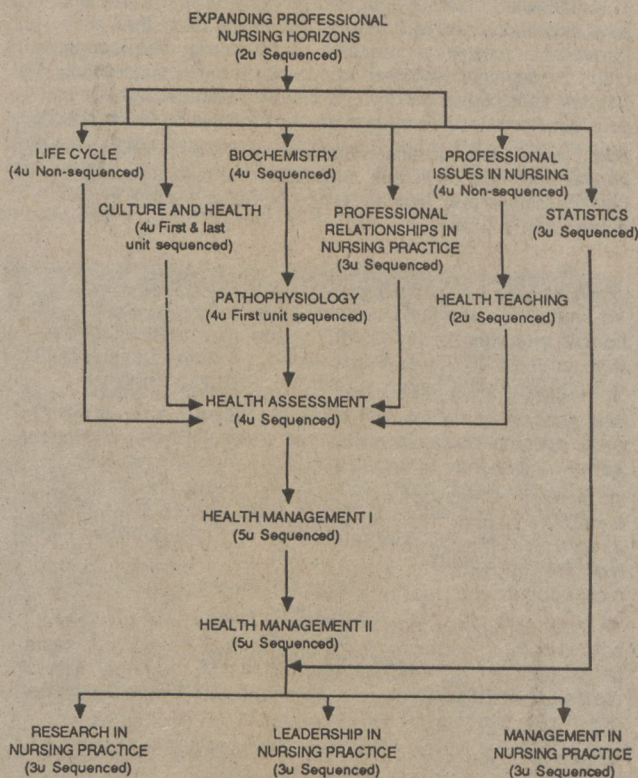 EXPANDING PROFESSIONAL
NURSING HORIZONS
(2u Sequenced)
LIFE CYCLE
(4u Non-sequenced)
BIOCHEMISTRY
(4u Sequenced)
PROFESSIONAL
ISSUES IN NURSING
(4u Non-sequenced)
CULTURE AND HEALTH
(4u First & last
unit sequenced)
PROFESSIONAL
RELATIONSHIPS IN
NURSING PRACTICE
(3u Sequenced)
STATISTICS
(3u Sequenced)
PATHOPHYSIOLOGY
(4u First unit sequenced)
HEALTH TEACHING
(2u Sequenced)
HEALTH ASSESSMENT
(4u Sequenced)
HEALTH MANAGEMENT I
(5u Sequenced)
HEALTH MANAGEMENT II
(5u Sequenced)
RESEARCH IN
NURSING PRACTICE
(3u Sequenced)
LEADERSHIP IN
NURSING PRACTICE
(3u Sequenced)
MANAGEMENT IN
NURSING PRACTICE
(3u Sequenced)